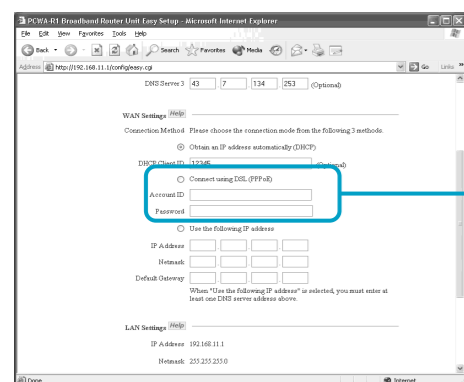 PCWA-R1 Broadband Router Unit Easy Setup - Microsoft Internet Explorer
File Edit View Favorites Tools Help
Back Search Favorites Media
Address http://192.168.11.1/config/easy.cgi Go Links »
DNS Server 3 43 . 7 . 134 . 253 (Optional)
WAN Settings Help
Connection Method Please choose the connection mode from the following 3 methods.
Obtain an IP address automatically (DHCP)
DHCP Client ID 12345 (Optional)
Connect using DSL (PPPoE)
Account ID
Password
Use the following IP address
IP Address . . .
Netmask . . .
Default Gateway . . .
When "Use the following IP address" is selected, you must enter at
least one DNS server address above.
LAN Settings Help
IP Address 192.168.11.1
Netmask 255.255.255.0
Done Internet